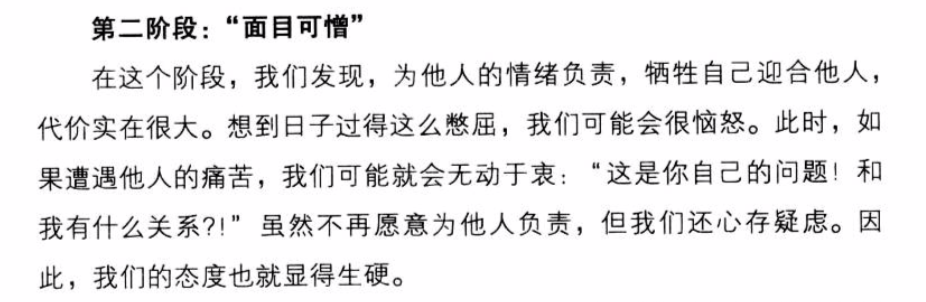 第二阶段：“面目可憎”
在这个阶段，我们发现，为他人的情绪负责，牺牲自己迎合他人，
代价实在很大。想到日子过得这么憋屈，我们可能会很恼怒。此时，如
果遭遇他人的痛苦，我们可能就会无动于衷：“这是你自己的问题！和
我有什么关系?!”虽然不再愿意为他人负责，但我们还心存疑虑。因
此，我们的态度也就显得生硬。